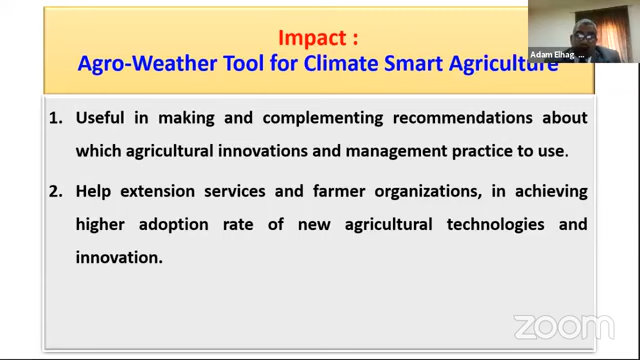 Impact :
Agro-Weather Tool for Climate Smart Agriculture
Adam Elhag ...
1. Useful in making and complementing recommendations about
which agricultural innovations and management practice to use.
2. Help extension services and farmer organizations, in achieving
higher adoption rate of new agricultural technologies and
innovation.
zoom